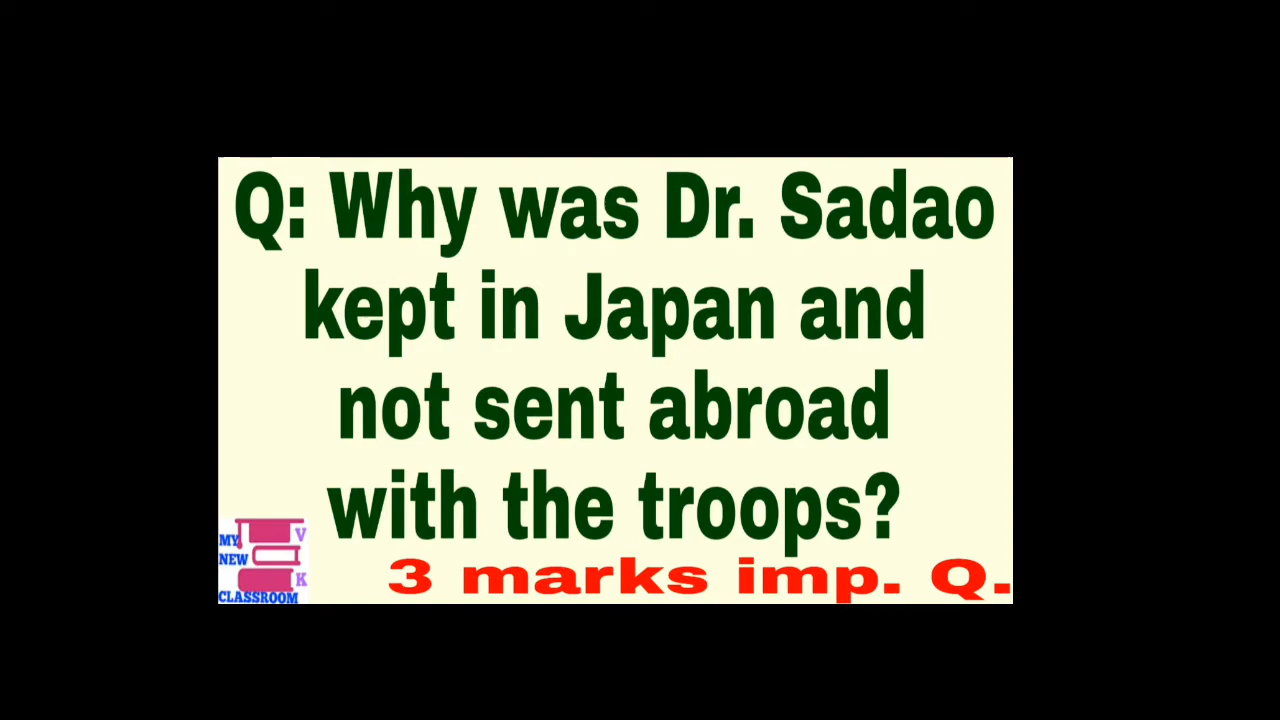 Q: Why was Dr. Sadao
kept in Japan and
not sent abroad
with the troops?
3 marks imp. Q.
MY
NEW
CLASSROOM
V
K